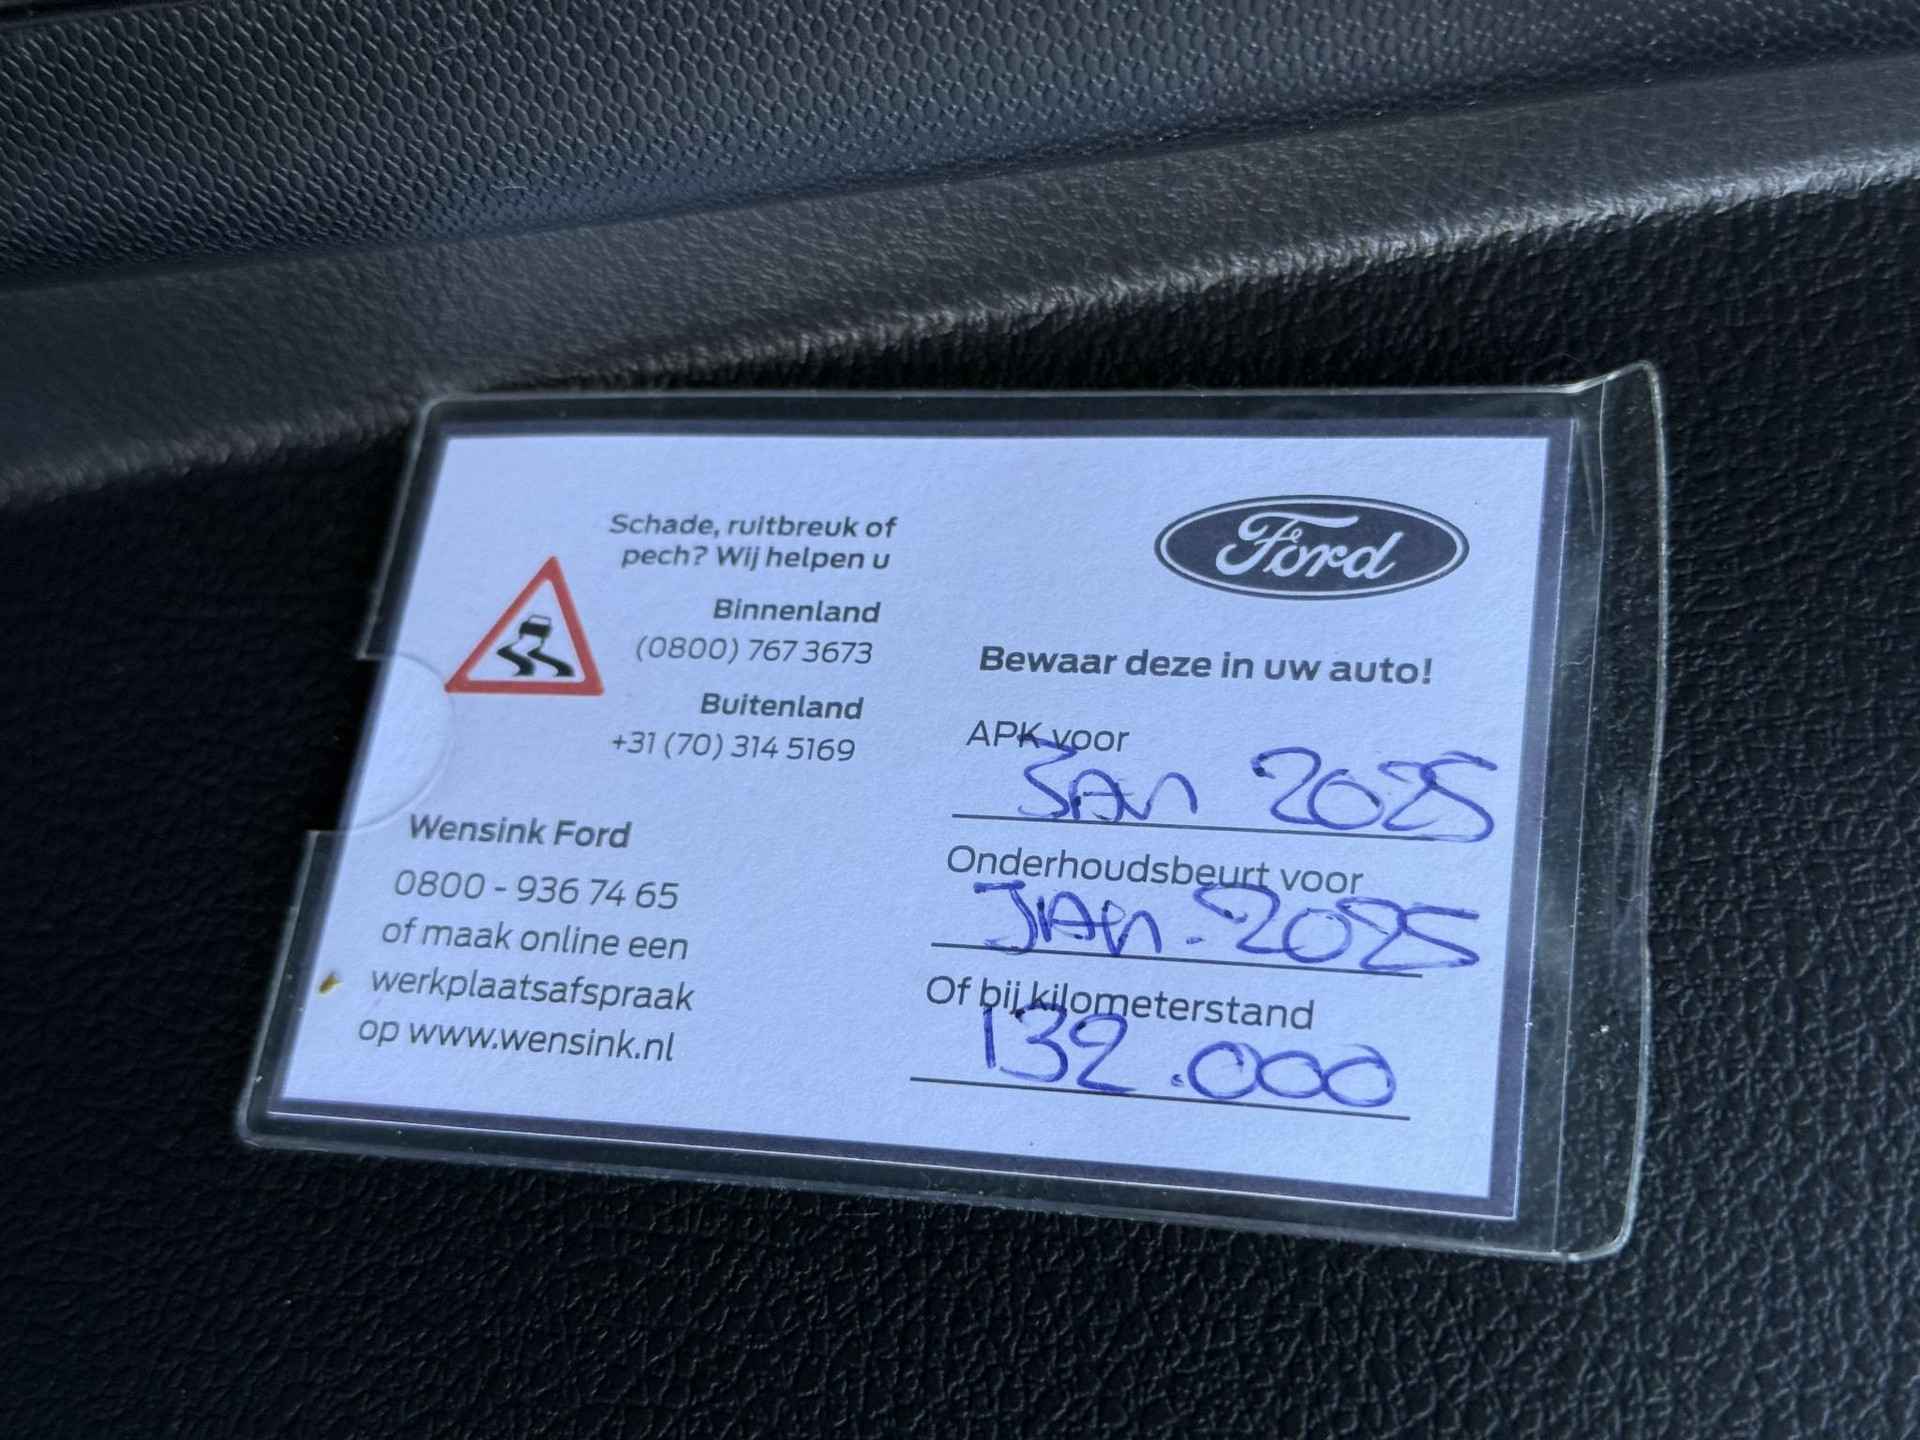 Schade, ruitbreuk of
pech? Wij helpen u
Binnenland
(0800) 767 3673
Buitenland
+31 (70) 314 5169
Wensink Ford
0800 - 936 74 65
of maak online een
werkplaatsafspraak
op www.wensink.nl
Ford
Bewaar deze in uw auto!
APK voor
JAN 2025
Onderhoudsbeurt voor
JAN. 2025
Of bij kilometerstand
132.000